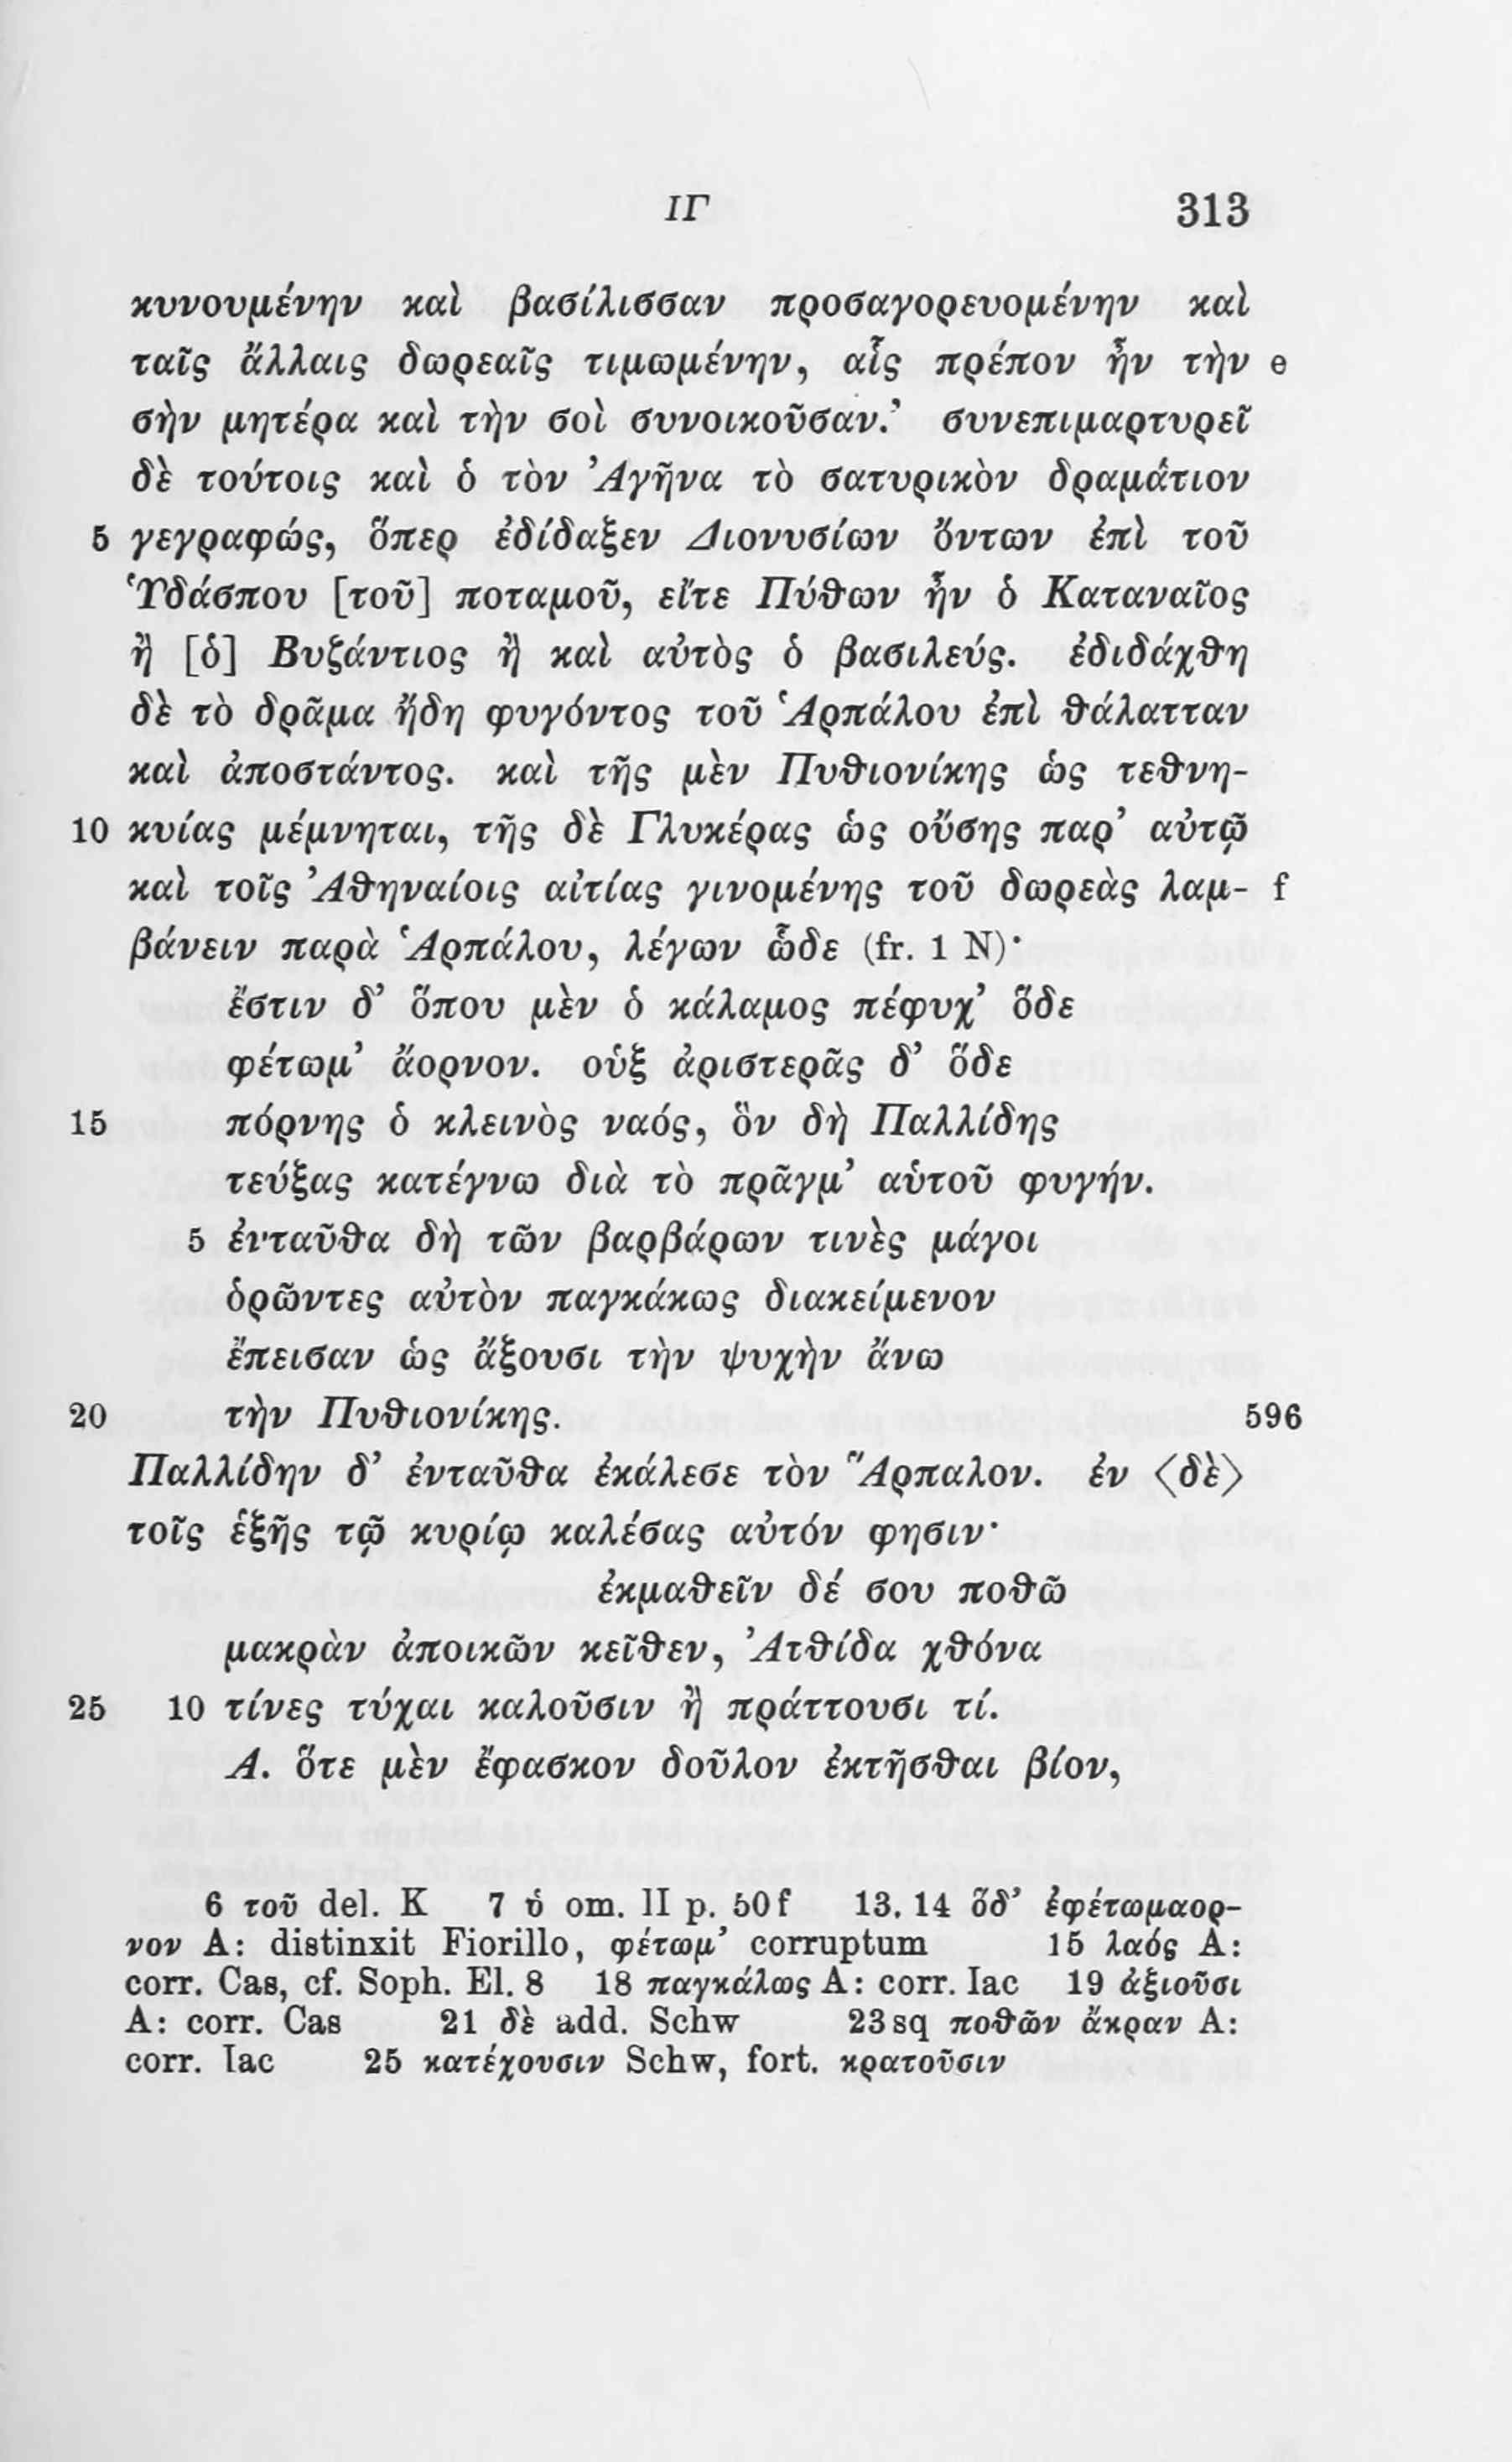 ΙΓ 313
κυνουμένην καὶ βασίλισσαν προσαγορευομένην καὶ
ταῖς ἄλλαις δωρεαῖς τιμωμένην, αἷς πρέπον ἦν τὴν e
σὴν μητέρα καὶ τὴν σοὶ συνοικοῦσαν.’ συνεπιμαρτυρεῖ
δὲ τούτοις καὶ ὁ τὸν Ἀγῆνα τὸ σατυρικὸν δραμάτιον
5 γεγραφώς, ὅπερ ἐδίδαξεν Διονυσίων ὄντων ἐπὶ τοῦ
Ὑδάσπου [τοῦ] ποταμοῦ, εἴτε Πύθων ἦν ὁ Καταναῖος
ἢ [ὁ] Βυζάντιος ἢ καὶ αὐτὸς ὁ βασιλεύς. ἐδιδάχθη
δὲ τὸ δρᾶμα ἤδη φυγόντος τοῦ Ἁρπάλου ἐπὶ θάλατταν
καὶ ἀποστάντος. καὶ τῆς μὲν Πυθιονίκης ὡς τεθνη-
10 κυίας μέμνηται, τῆς δὲ Γλυκέρας ὡς οὔσης παρ’ αὐτῷ
καὶ τοῖς Ἀθηναίοις αἰτίας γινομένης τοῦ δωρεὰς λαμ- f
βάνειν παρὰ Ἁρπάλου, λέγων ὧδε (fr. 1 N)·
ἔστιν δ’ ὅπου μὲν ὁ κάλαμος πέφυχ’ ὅδε
φέτωμ’ ἄορνον. οὑξ ἀριστερᾶς δ’ ὅδε
15 πόρνης ὁ κλεινὸς ναός, ὃν δὴ Παλλίδης
τεύξας κατέγνω διὰ τὸ πρᾶγμ’ αὑτοῦ φυγήν.
5 ἐνταῦθα δὴ τῶν βαρβάρων τινὲς μάγοι
ὁρῶντες αὐτὸν παγκάκως διακείμενον
ἔπεισαν ὡς ἄξουσι τὴν ψυχὴν ἄνω
20 τὴν Πυθιονίκης. 596
Παλλίδην δ’ ἐνταῦθα ἐκάλεσε τὸν Ἅρπαλον. ἐν ⟨δὲ⟩
τοῖς ἑξῆς τῷ κυρίῳ καλέσας αὐτόν φησιν·
ἐκμαθεῖν δέ σου ποθῶ
μακρὰν ἀποικῶν κεῖθεν, Ἀτθίδα χθόνα
25 10 τίνες τύχαι καλοῦσιν ἢ πράττουσι τί.
Α. ὅτε μὲν ἔφασκον δοῦλον ἐκτῆσθαι βίον,
6 τοῦ del. K 7 ὁ om. II p. 50f 13. 14 ὅδ’ ἐφέτωμαορ-
νον A: distinxit Fiorillo, φέτωμ’ corruptum 15 λαός A:
corr. Cas, cf. Soph. El. 8 18 παγκάλως A: corr. Iac 19 ἀξιοῦσι
A: corr. Cas 21 δὲ add. Schw 23sq ποθῶν ἄκραν A:
corr. Iac 25 κατέχουσιν Schw, fort. κρατοῦσιν